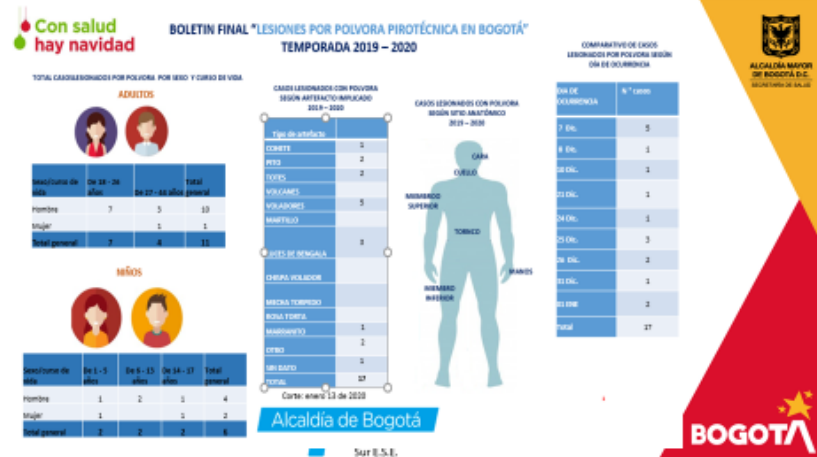 Con salud
hay navidad
BOLETIN FINAL "LESIONES POR POLVORA PIROTÉCNICA EN BOGOTÁ"
TEMPORADA 2019 – 2020
TOTAL CASOS LESIONADOS POR POLVORA POR SEXO Y CURSO DE VIDA
ADULTOS
Sexo/curso de vida De 18 - 26 años De 27 - 44 años Total general
Hombre 7 3 10
Mujer 1 1
Total general 7 4 11
NIÑOS
Sexo/curso de vida De 1 - 5 años De 6 - 13 años De 14 - 17 años Total general
Hombre 1 2 1 4
Mujer 1 1 2
Total general 2 2 2 6
CASOS LESIONADOS CON POLVORA
SEGÚN ARTEFACTO IMPLICADO
2019 – 2020
Tipo de artefacto
COHETE 1
PITO 2
TOTES 2
VOLCANES
VOLADORES 5
MARTILLO
LUCES DE BENGALA 3
CHISPA VOLADOR
MECHA TORPEDO
ROSA TORTA
MARRANITO 1
OTRO 2
SIN DATO 1
TOTAL 17
Corte: enero 13 de 2020
CASOS LESIONADOS CON POLVORA
SEGÚN SITIO ANATÓMICO
2019 – 2020
CARA
CUELLO
MIEMBROO
SUPERIOR
TORNCO
MANOS
MIEMBRO
INFERIOR
COMPARATIVO DE CASOS
LESIONADOS POR POLVORA SEGÚN
DÍA DE OCURRENCIA
DIA DE OCURRENCIA N° casos
7 Dic. 5
8 Dic. 1
10 Dic. 1
21 Dic. 1
24 Dic. 1
25 Dic. 3
26 Dic. 2
31 Dic. 1
01 ENE 2
Total 17
Alcaldía de Bogotá
Sur E.S.E.
ALCALDÍA MAYOR
DE BOGOTÁ D.C.
SECRETARÍA DE SALUD
BOGOTÁ